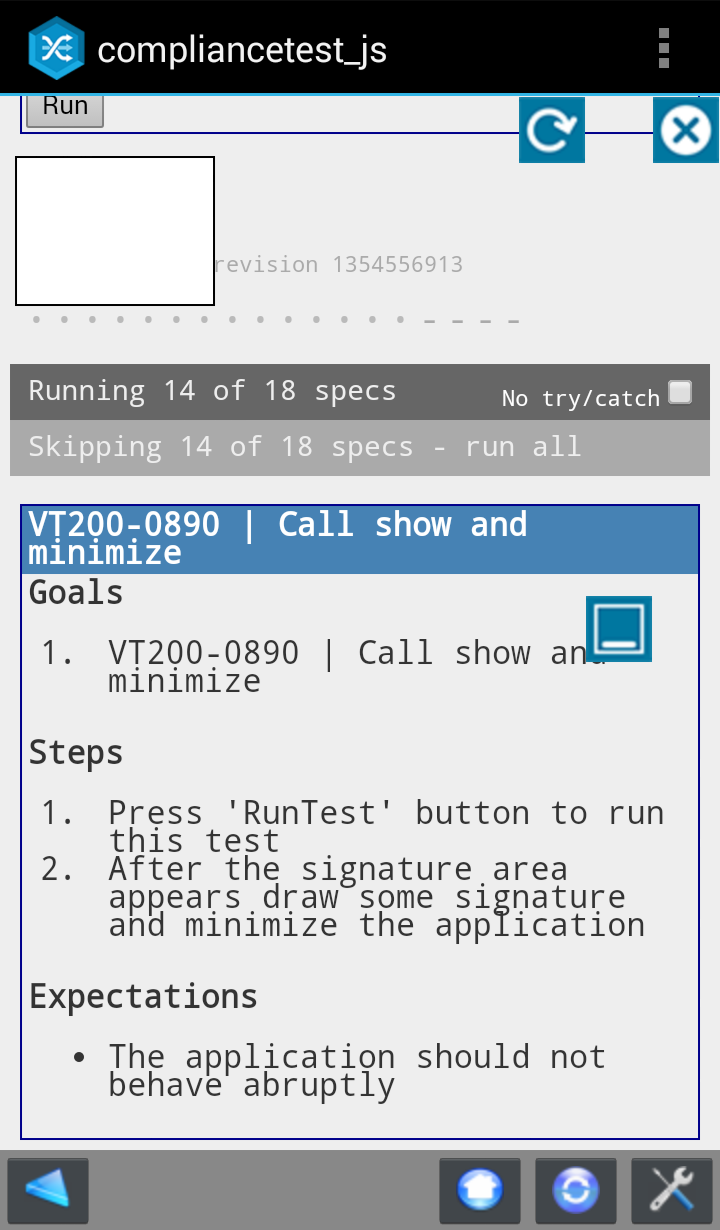 compliancetest_js
Run
revision 1354556913
Running 14 of 18 specs
No try/catch
Skipping 14 of 18 specs - run all
VT200-0890 | Call show and
minimize
Goals
1. VT200-0890 | Call show and
minimize
Steps
1. Press 'RunTest' button to run
this test
2. After the signature area
appears draw some signature
and minimize the application
Expectations
• The application should not
behave abruptly